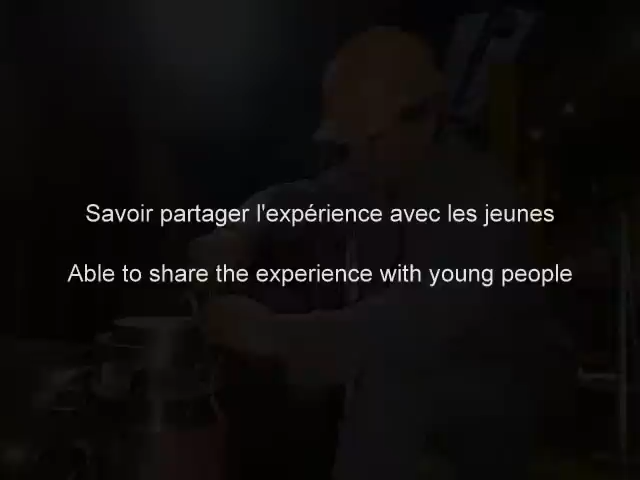 Savoir partager l'expérience avec les jeunes
Able to share the experience with young people